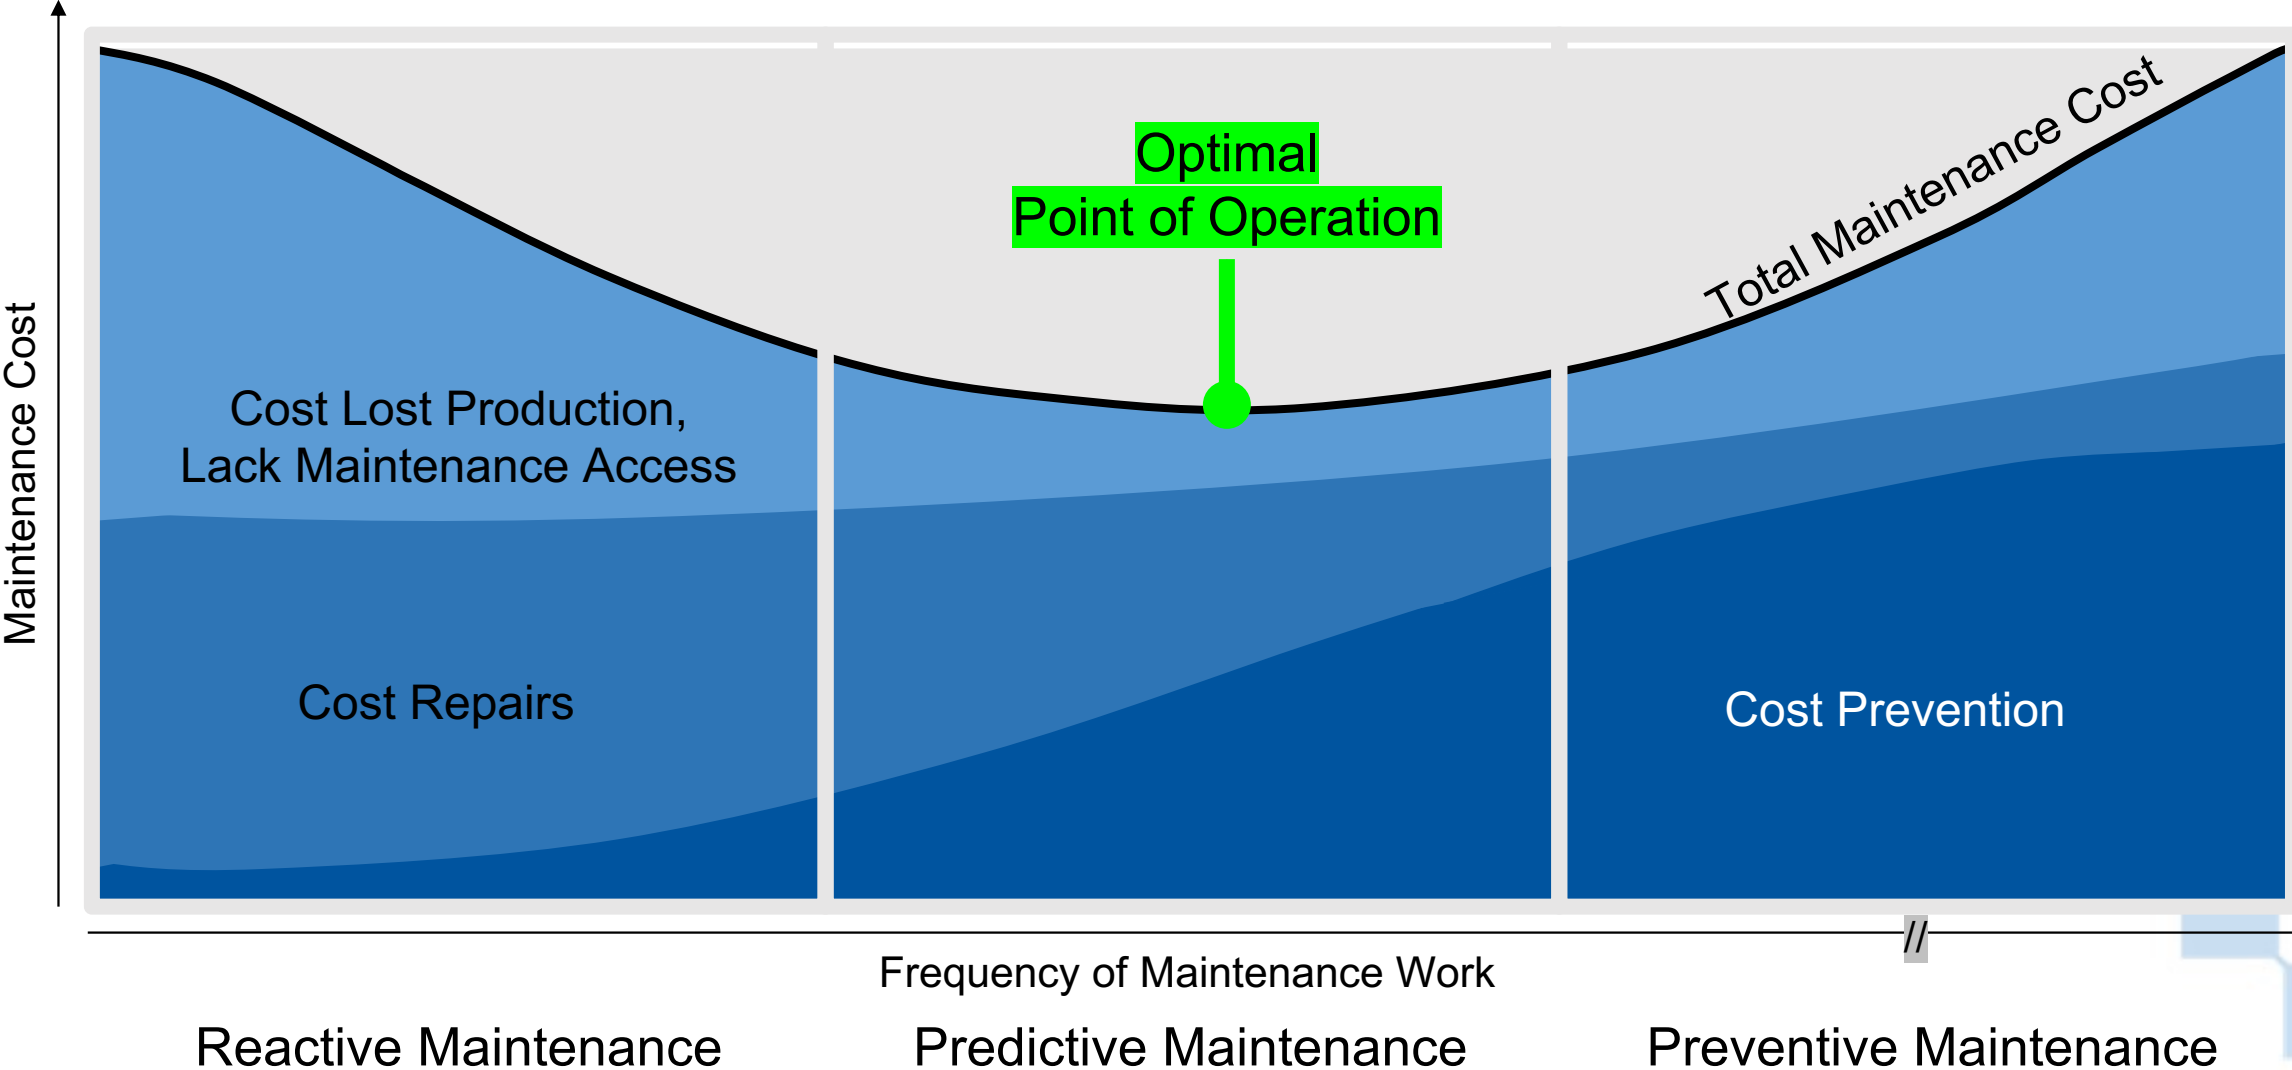 Optimal
Point of Operation
Total Maintenance Cost
Maintenance Cost
Cost Lost Production,
Lack Maintenance Access
Cost Repairs
Cost Prevention
//
Frequency of Maintenance Work
Reactive Maintenance
Predictive Maintenance
Preventive Maintenance